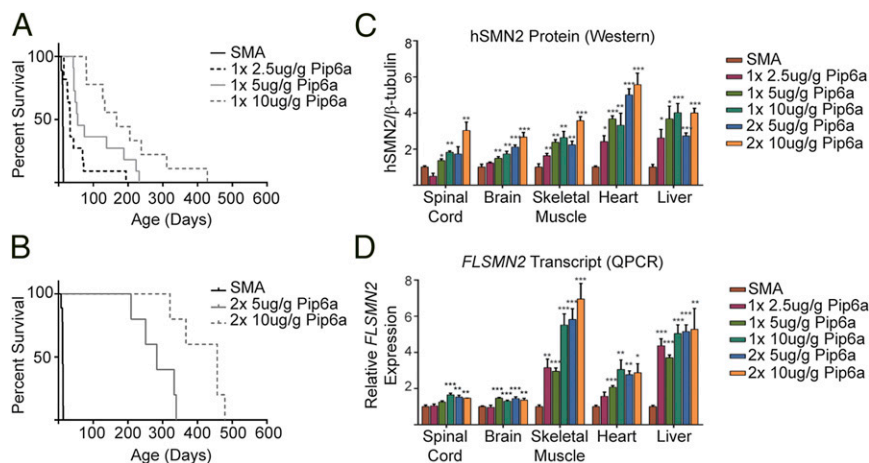 A
100
50
Percent Survival
100 200 300 400 500 600
Age (Days)
SMA
1x 2.5ug/g Pip6a
1x 5ug/g Pip6a
1x 10ug/g Pip6a
B
100
50
Percent Survival
100 200 300 400 500 600
Age (Days)
SMA
2x 5ug/g Pip6a
2x 10ug/g Pip6a
C
hSMN2 Protein (Western)
hSMN2/β-tubulin
8
6
4
2
* ** **
** ** *** ***
** ** ** ** ***
* *** *** *** ***
* * *** *** ***
Spinal Brain Skeletal Heart Liver
Cord Muscle
SMA
1x 2.5ug/g Pip6a
1x 5ug/g Pip6a
1x 10ug/g Pip6a
2x 5ug/g Pip6a
2x 10ug/g Pip6a
D
FLSMN2 Transcript (QPCR)
Relative FLSMN2
Expression
8
6
4
2
*** ** **
*** *** *** **
** *** *** *** ***
*** ** ** *
*** *** *** *** **
Spinal Brain Skeletal Heart Liver
Cord Muscle
SMA
1x 2.5ug/g Pip6a
1x 5ug/g Pip6a
1x 10ug/g Pip6a
2x 5ug/g Pip6a
2x 10ug/g Pip6a